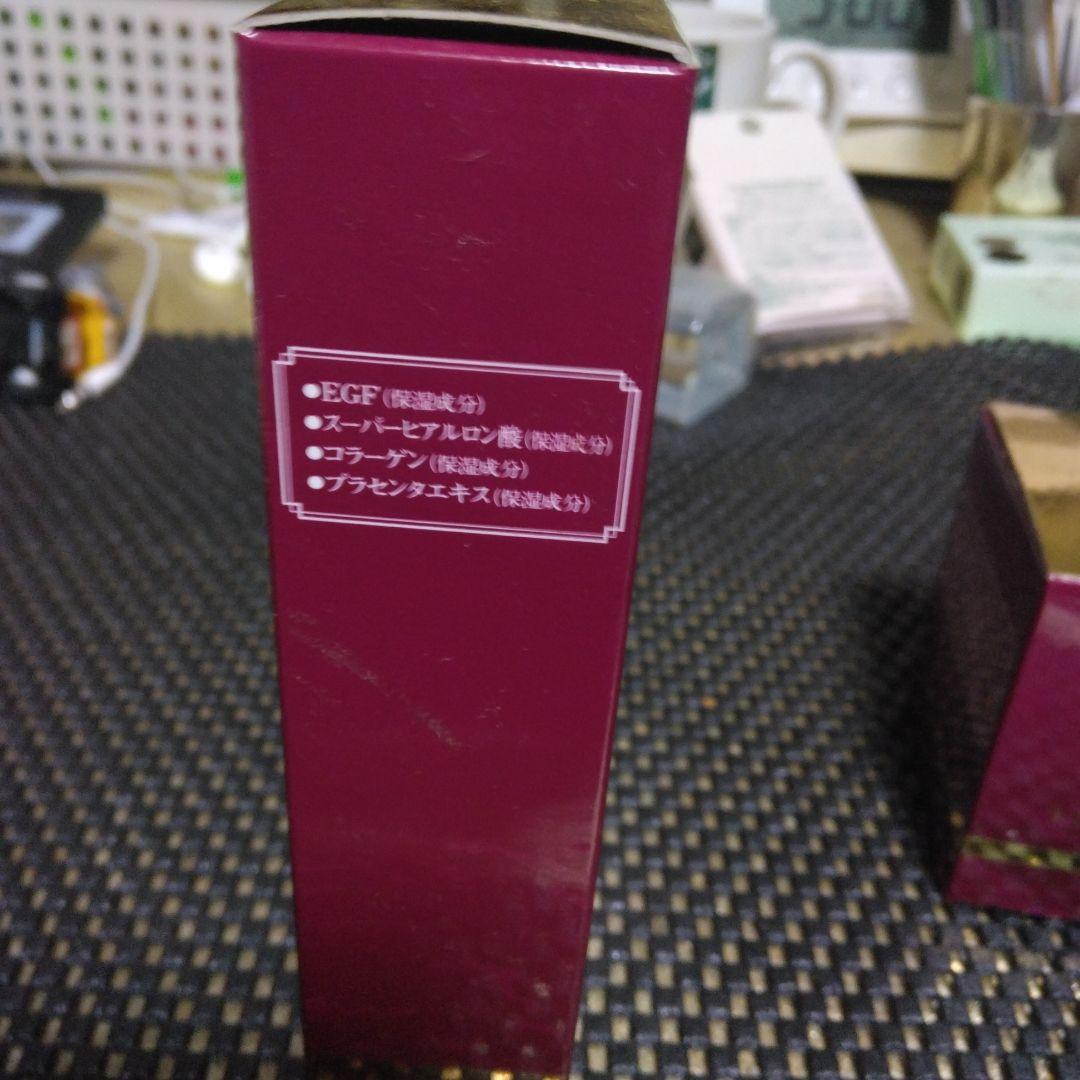 ●EGF(保湿成分)
●スーパーヒアルロン酸(保湿成分)
●コラーゲン(保湿成分)
●プラセンタエキス(保湿成分)